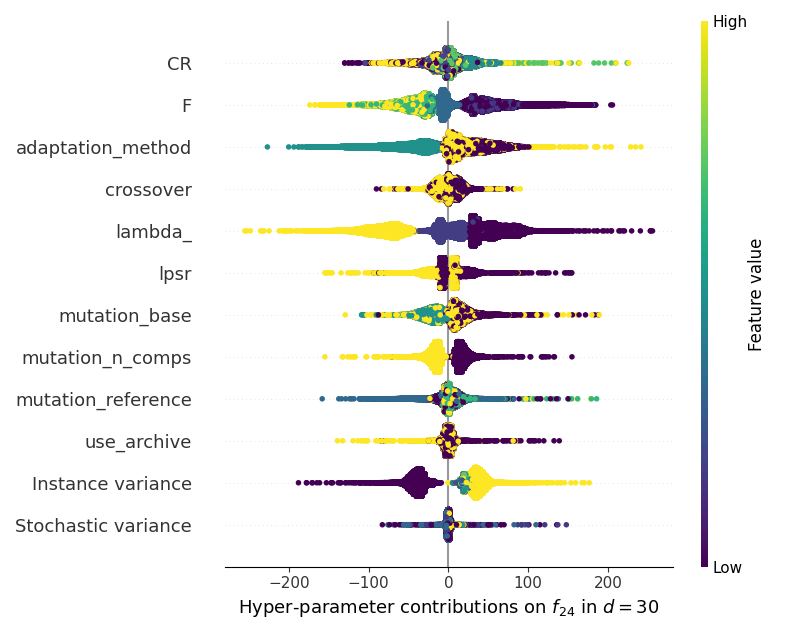 High
CR
F
adaptation_method
crossover
lambda_
lpsr
mutation_base
mutation_n_comps
mutation_reference
use_archive
Instance variance
Stochastic variance
Feature value
Low
−200 −100 0 100 200
Hyper-parameter contributions on f₂₄ in d = 30